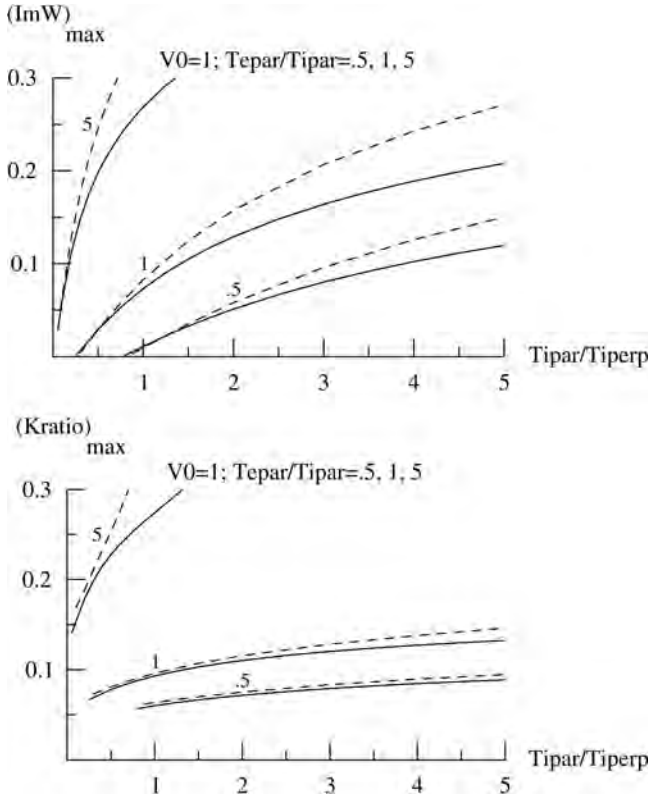 (ImW)
max
V0=1; Tepar/Tipar=.5, 1, 5
0.3
5
0.2
1
0.1
.5
Tipar/Tiperp
1 2 3 4 5
(Kratio)
max
V0=1; Tepar/Tipar=.5, 1, 5
0.3
5
0.2
1
0.1
.5
Tipar/Tiperp
1 2 3 4 5